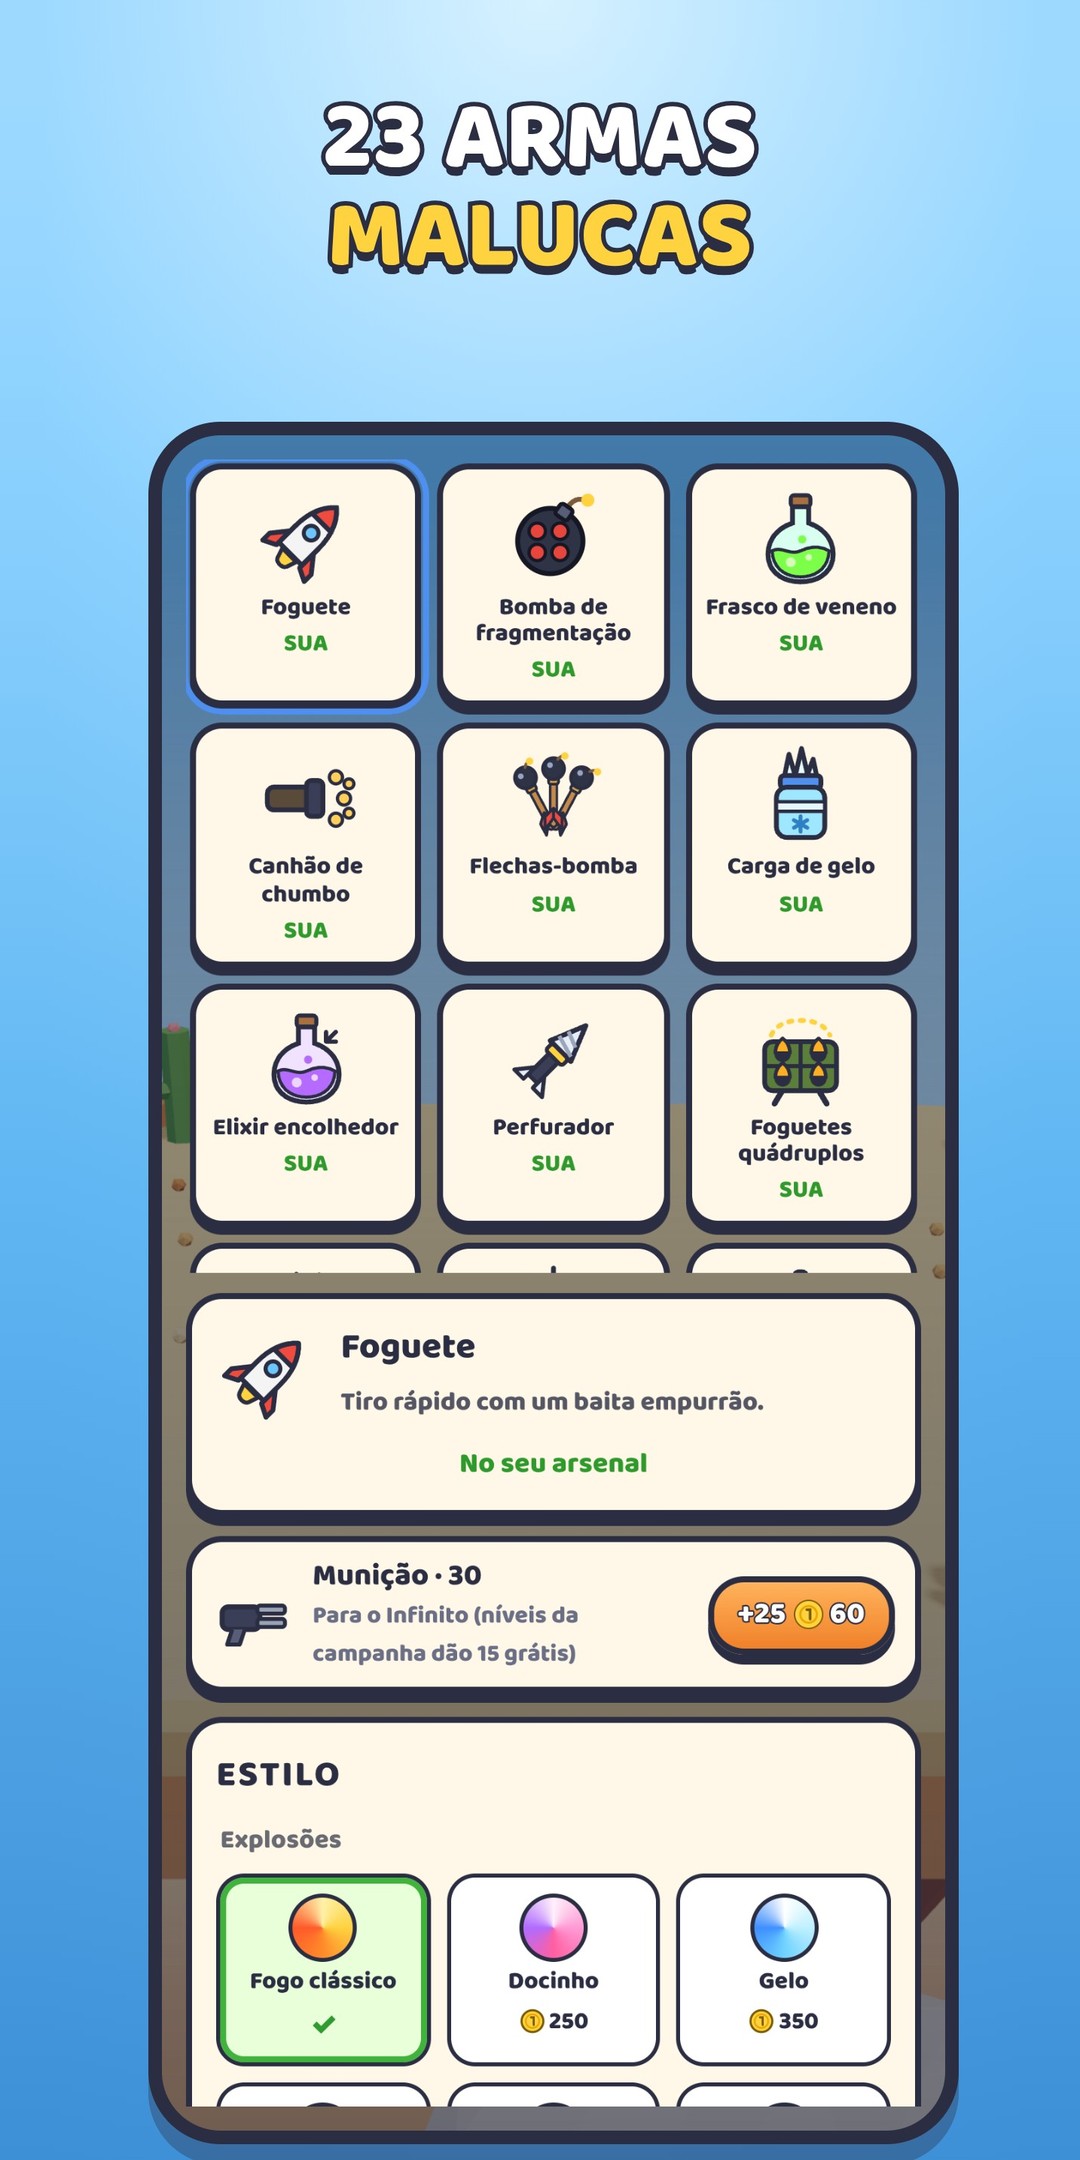 23 ARMAS
MALUCAS
Foguete
SUA
Bomba de
fragmentação
SUA
Frasco de veneno
SUA
Canhão de
chumbo
SUA
Flechas-bomba
SUA
Carga de gelo
SUA
Elixir encolhedor
SUA
Perfurador
SUA
Foguetes
quádruplos
SUA
Foguete
Tiro rápido com um baita empurrão.
No seu arsenal
Munição · 30
Para o Infinito (níveis da
campanha dão 15 grátis)
+25 1 60
ESTILO
Explosões
Fogo clássico
Docinho
1 250
Gelo
1 350